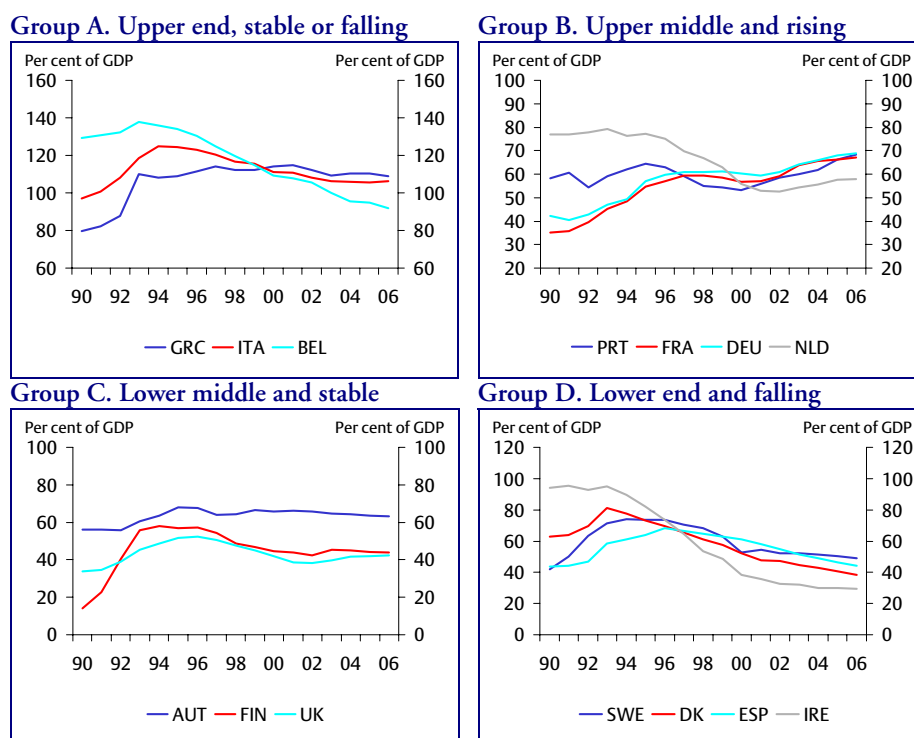 Group A. Upper end, stable or falling
Per cent of GDP Per cent of GDP
160 160
140 140
120 120
100 100
80 80
60 60
90 92 94 96 98 00 02 04 06
GRC ITA BEL
Group B. Upper middle and rising
Per cent of GDP Per cent of GDP
100 100
90 90
80 80
70 70
60 60
50 50
40 40
30 30
20 20
90 92 94 96 98 00 02 04 06
PRT FRA DEU NLD
Group C. Lower middle and stable
Per cent of GDP Per cent of GDP
100 100
80 80
60 60
40 40
20 20
0 0
90 92 94 96 98 00 02 04 06
AUT FIN UK
Group D. Lower end and falling
Per cent of GDP Per cent of GDP
120 120
100 100
80 80
60 60
40 40
20 20
0 0
90 92 94 96 98 00 02 04 06
SWE DK ESP IRE